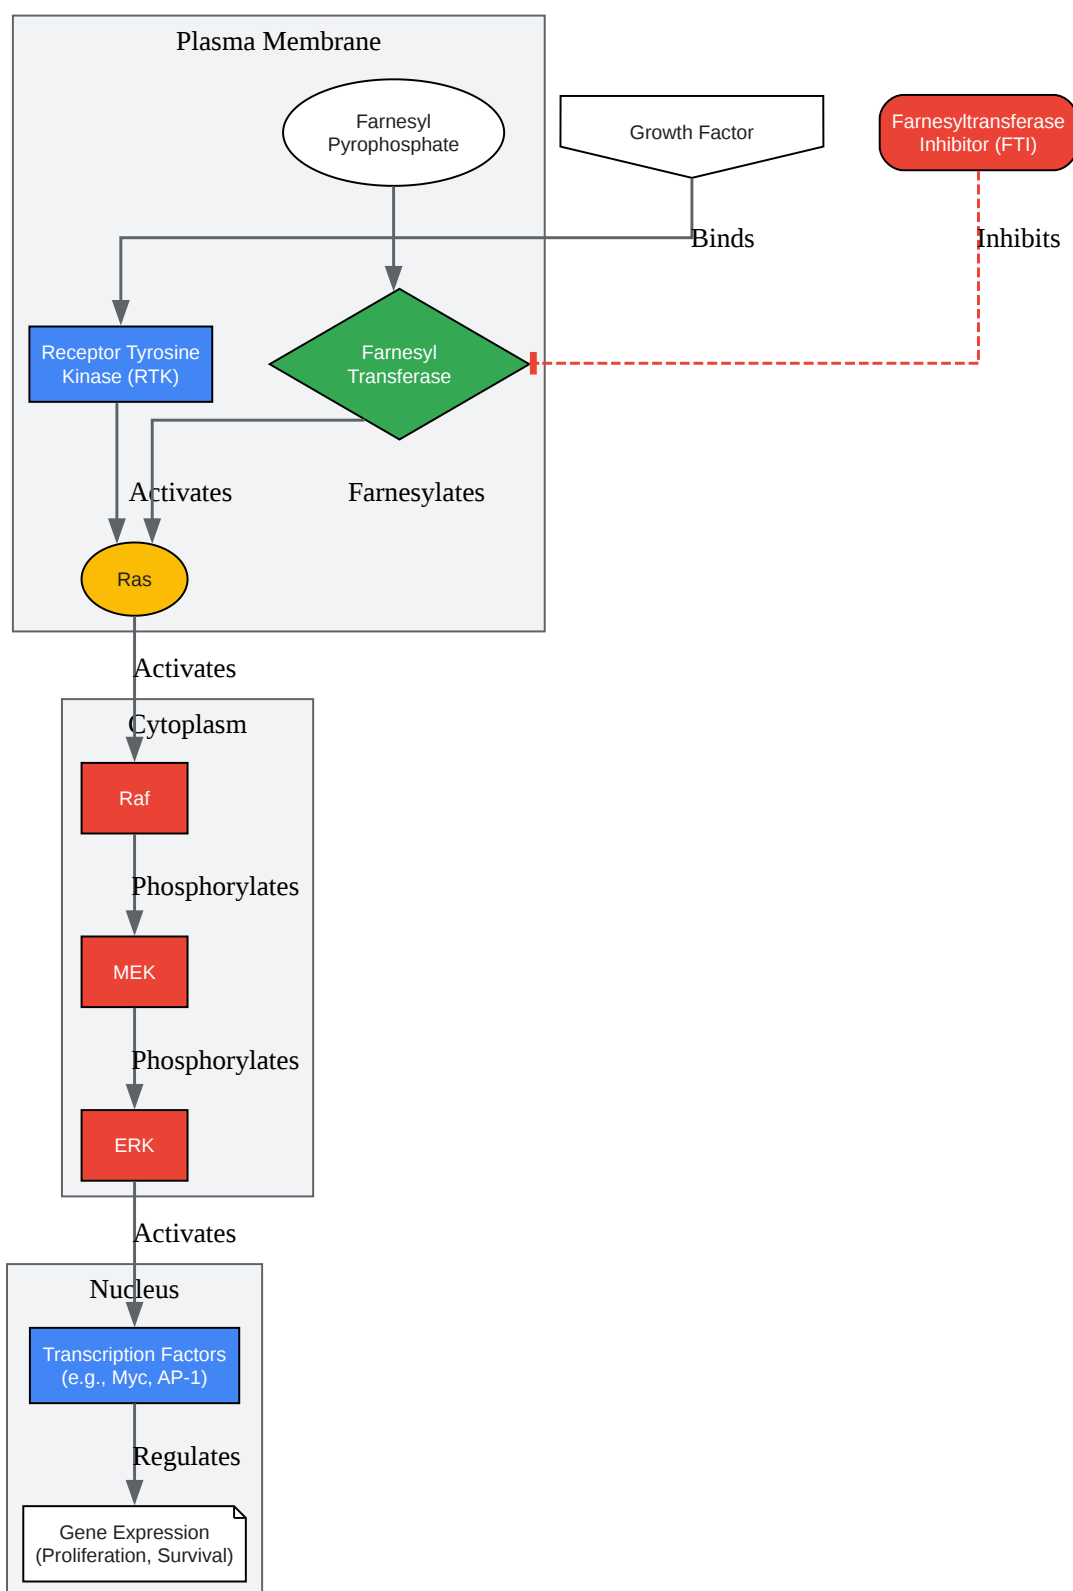 Plasma Membrane
Farnesyl
Pyrophosphate
Growth Factor
Farnesyltransferase
Inhibitor (FTI)
Binds
Inhibits
Receptor Tyrosine
Kinase (RTK)
Farnesyl
Transferase
Activates
Farnesylates
Ras
Activates
Cytoplasm
Raf
Phosphorylates
MEK
Phosphorylates
ERK
Activates
Nucleus
Transcription Factors
(e.g., Myc, AP-1)
Regulates
Gene Expression
(Proliferation, Survival)